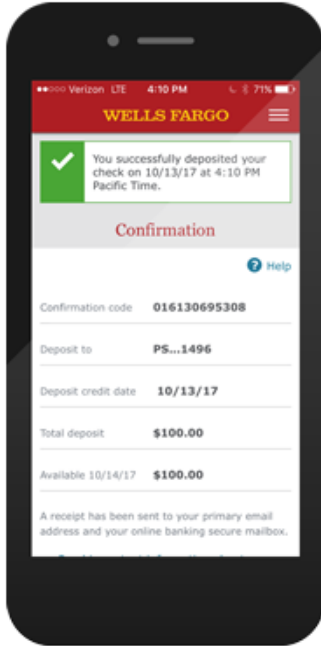 Verizon LTE 4:10 PM 71%
WELLS FARGO
You successfully deposited your
check on 10/13/17 at 4:10 PM
Pacific Time.
Confirmation
? Help
Confirmation code 016130695308
Deposit to PS...1496
Deposit credit date 10/13/17
Total deposit $100.00
Available 10/14/17 $100.00
A receipt has been sent to your primary email
address and your online banking secure mailbox.